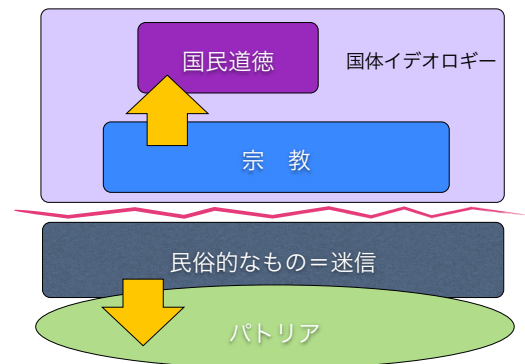 国民道徳
国体イデオロギー
宗　教
民俗的なもの＝迷信
パトリア